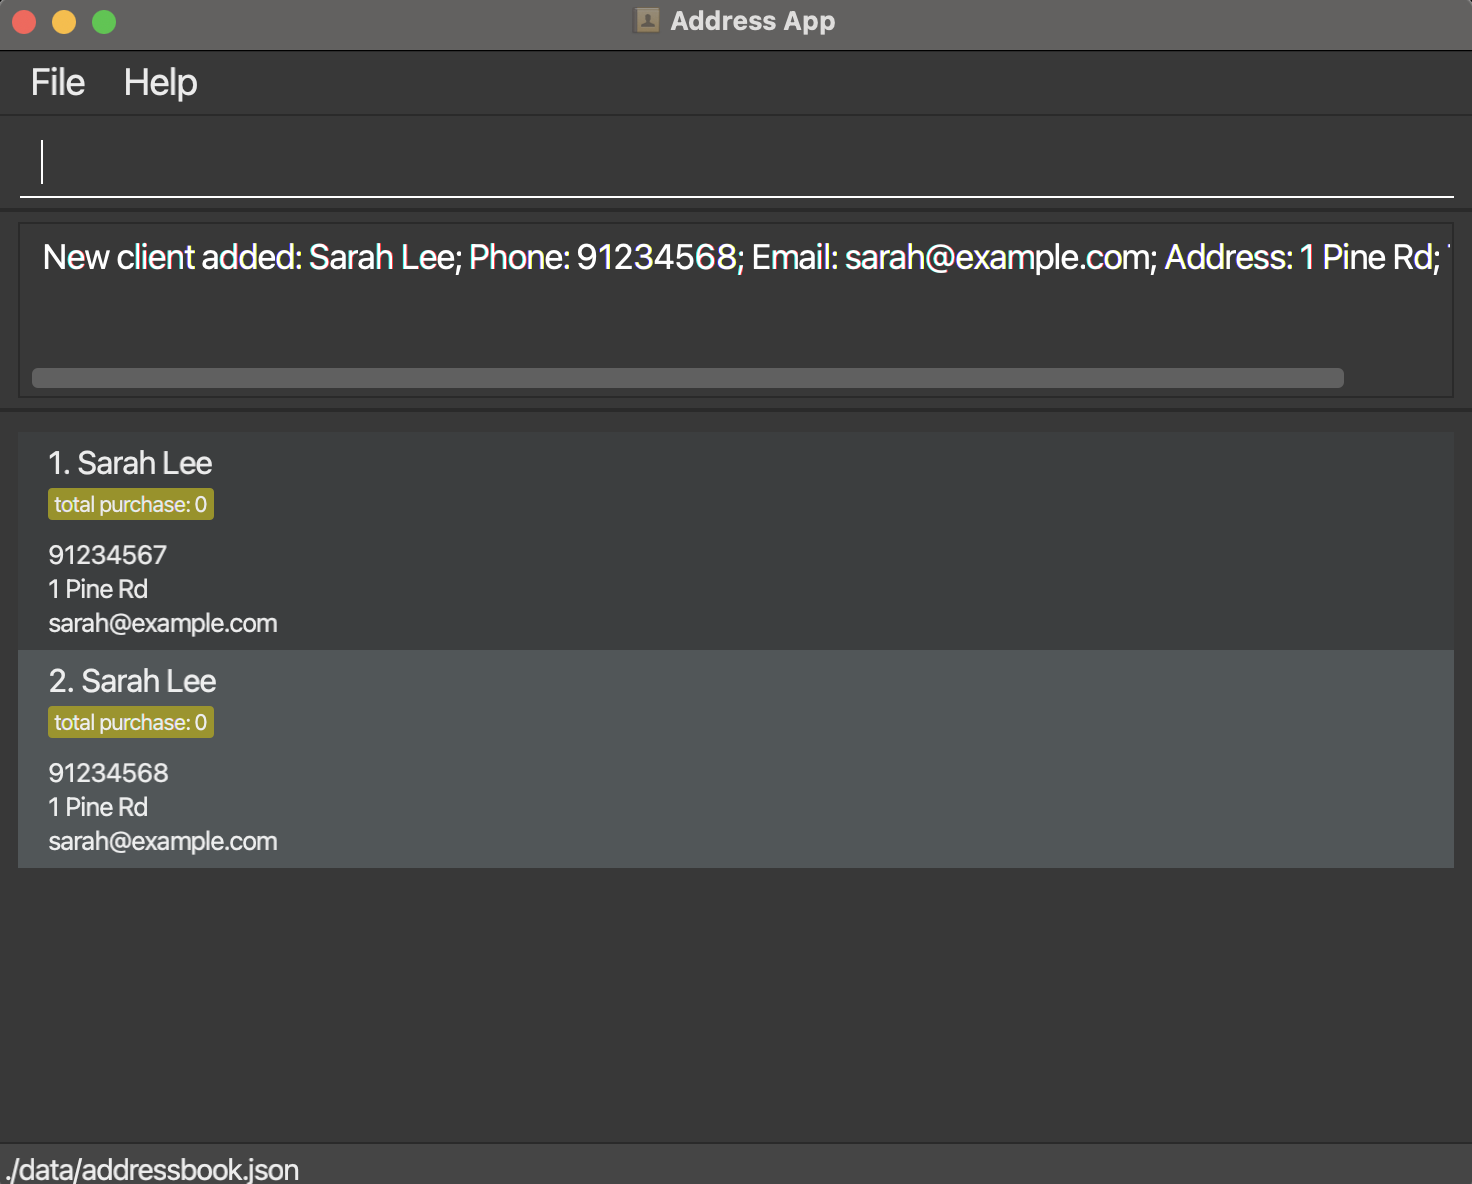 Address App
File Help
New client added: Sarah Lee; Phone: 91234568; Email: sarah@example.com; Address: 1 Pine Rd;
1. Sarah Lee
total purchase: 0
91234567
1 Pine Rd
sarah@example.com
2. Sarah Lee
total purchase: 0
91234568
1 Pine Rd
sarah@example.com
./data/addressbook.json